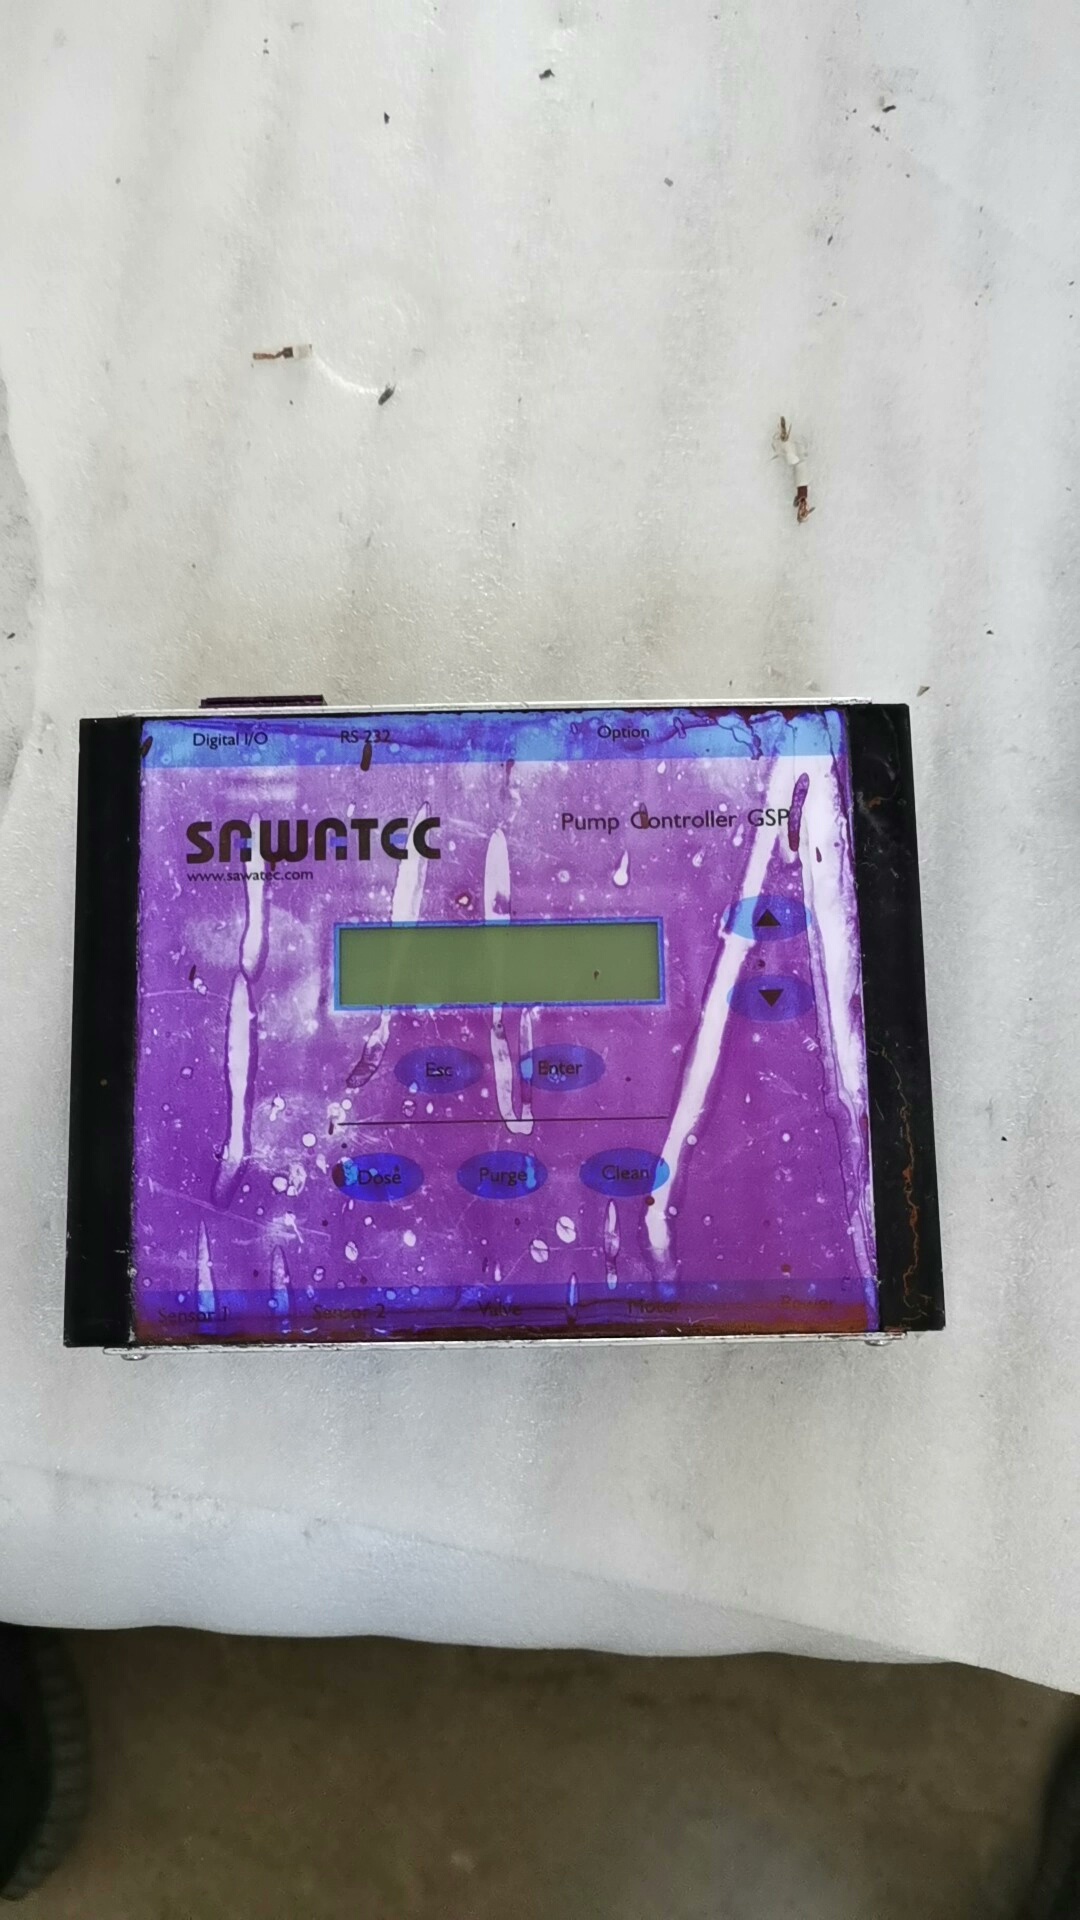 Digital I/O RS 232 Option
SAWATEC
www.sawatec.com
Pump Controller GSP
Esc Enter
Dose Purge Clean
Sensor 1 Sensor 2 Valve Motor Power